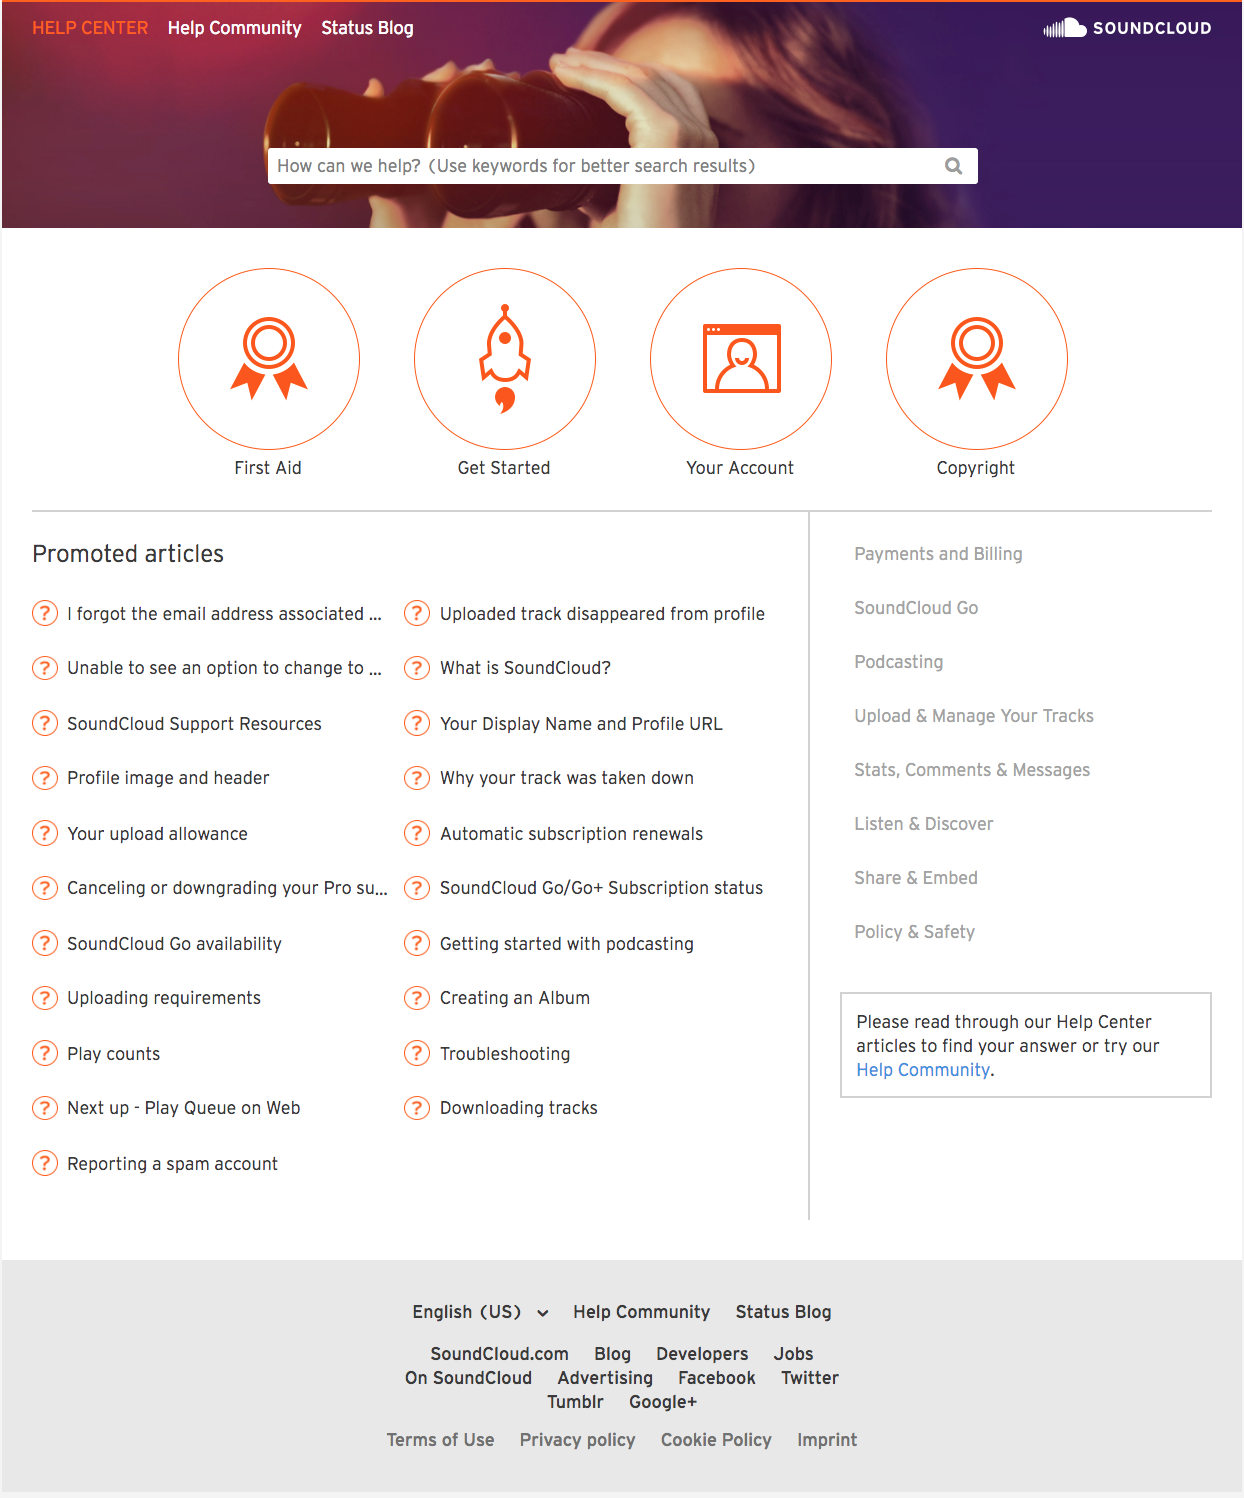 HELP CENTER Help Community Status Blog SOUNDCLOUD
How can we help? (Use keywords for better search results)
First Aid Get Started Your Account Copyright
Promoted articles
I forgot the email address associated ... Uploaded track disappeared from profile
Unable to see an option to change to ... What is SoundCloud?
SoundCloud Support Resources Your Display Name and Profile URL
Profile image and header Why your track was taken down
Your upload allowance Automatic subscription renewals
Canceling or downgrading your Pro su... SoundCloud Go/Go+ Subscription status
SoundCloud Go availability Getting started with podcasting
Uploading requirements Creating an Album
Play counts Troubleshooting
Next up - Play Queue on Web Downloading tracks
Reporting a spam account
Payments and Billing
SoundCloud Go
Podcasting
Upload & Manage Your Tracks
Stats, Comments & Messages
Listen & Discover
Share & Embed
Policy & Safety
Please read through our Help Center
articles to find your answer or try our
Help Community.
English (US) Help Community Status Blog
SoundCloud.com Blog Developers Jobs
On SoundCloud Advertising Facebook Twitter
Tumblr Google+
Terms of Use Privacy policy Cookie Policy Imprint